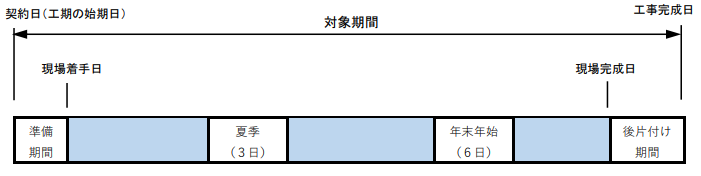 契約日(工期の始期日)
工事完成日
対象期間
現場着手日
現場完成日
準備
期間
夏季
(3日)
年末年始
(6日)
後片付け
期間